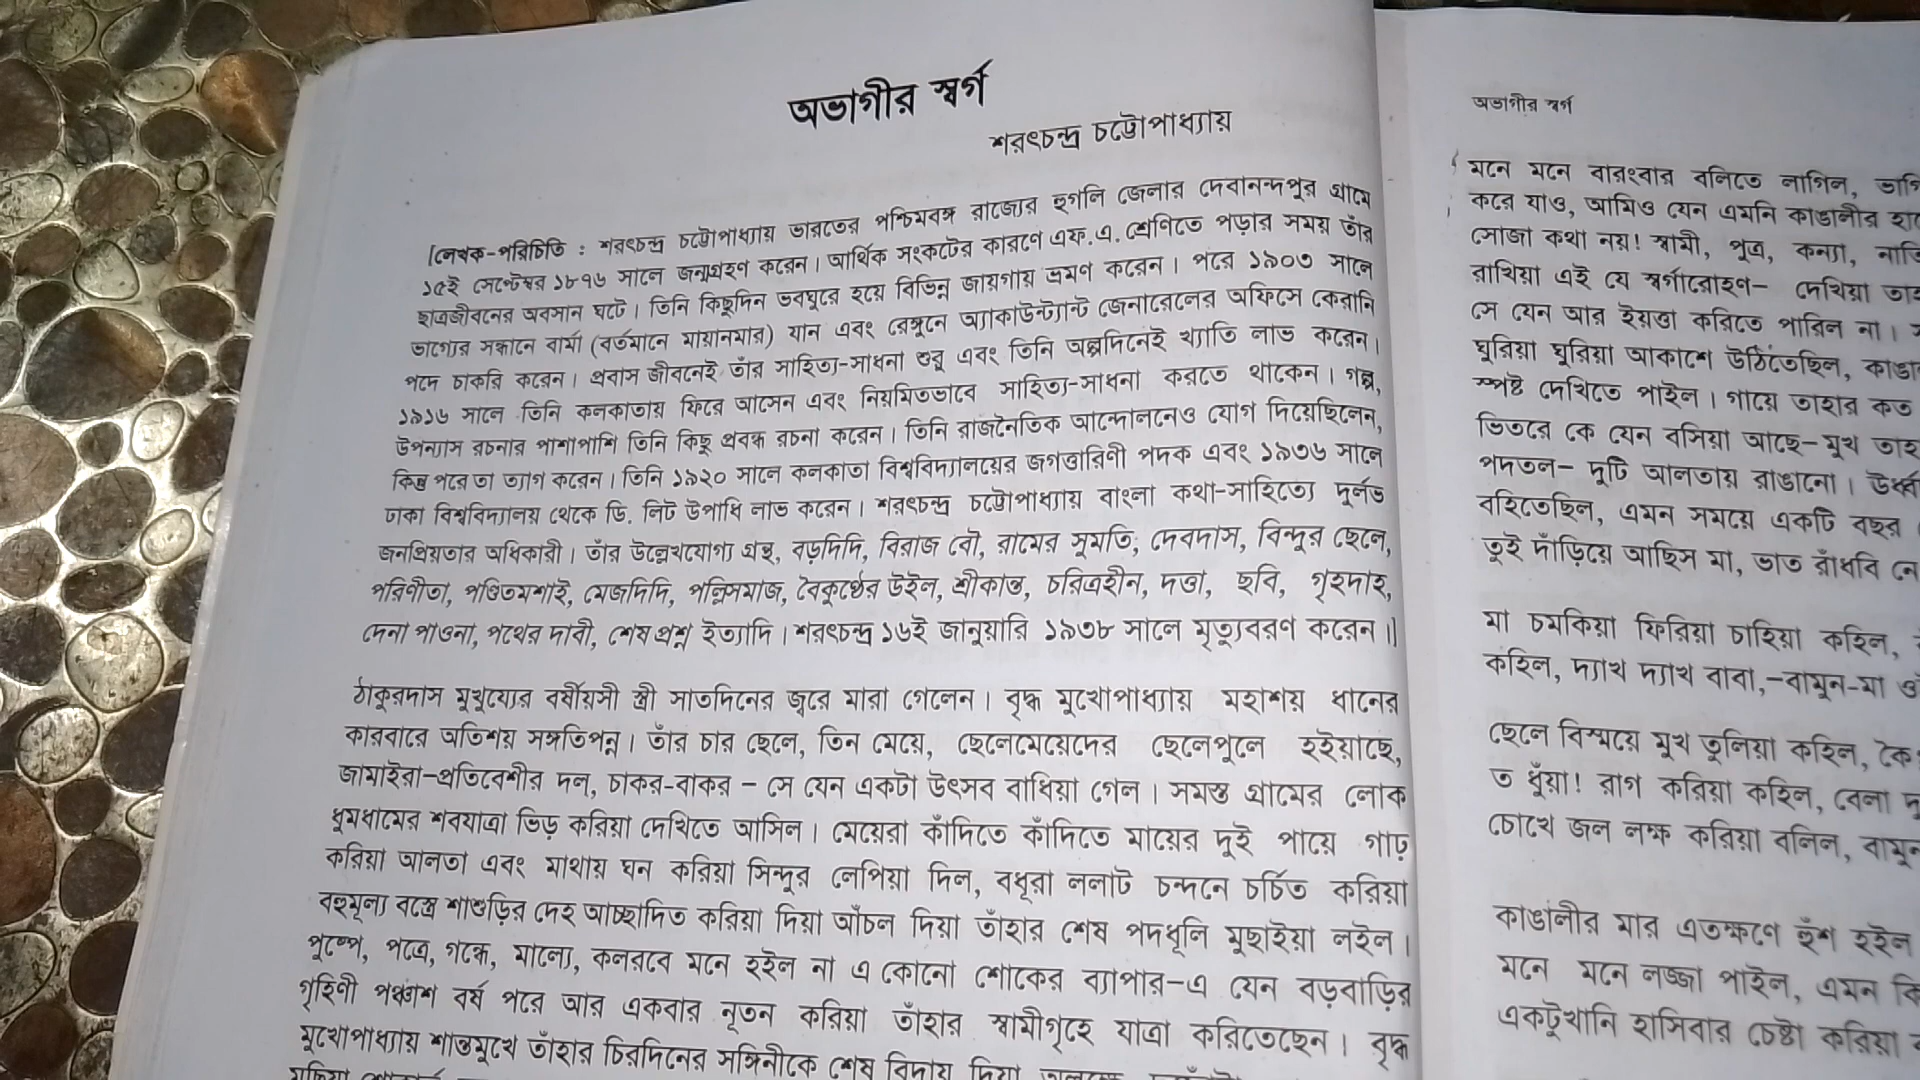 অভাগীর স্বর্গ
শরৎচন্দ্র চট্টোপাধ্যায়
[লেখক-পরিচিতি : শরৎচন্দ্র চট্টোপাধ্যায় ভারতের পশ্চিমবঙ্গ রাজ্যের হুগলি জেলার দেবানন্দপুর গ্রামে
১৫ই সেপ্টেম্বর ১৮৭৬ সালে জন্মগ্রহণ করেন। আর্থিক সংকটের কারণে এফ.এ. শ্রেণিতে পড়ার সময় তাঁর
ছাত্রজীবনের অবসান ঘটে। তিনি কিছুদিন ভবঘুরে হয়ে বিভিন্ন জায়গায় ভ্রমণ করেন। পরে ১৯০৩ সালে
ভাগ্যের সন্ধানে বার্মা (বর্তমানে মায়ানমার) যান এবং রেঙ্গুনে অ্যাকাউন্ট্যান্ট জেনারেলের অফিসে কেরানি
পদে চাকরি করেন। প্রবাস জীবনেই তাঁর সাহিত্য-সাধনা শুরু এবং তিনি অল্পদিনেই খ্যাতি লাভ করেন।
১৯১৬ সালে তিনি কলকাতায় ফিরে আসেন এবং নিয়মিতভাবে সাহিত্য-সাধনা করতে থাকেন। গল্প,
উপন্যাস রচনার পাশাপাশি তিনি কিছু প্রবন্ধ রচনা করেন। তিনি রাজনৈতিক আন্দোলনেও যোগ দিয়েছিলেন,
কিন্তু পরে তা ত্যাগ করেন। তিনি ১৯২০ সালে কলকাতা বিশ্ববিদ্যালয়ের জগত্তারিণী পদক এবং ১৯৩৬ সালে
ঢাকা বিশ্ববিদ্যালয় থেকে ডি. লিট উপাধি লাভ করেন। শরৎচন্দ্র চট্টোপাধ্যায় বাংলা কথা-সাহিত্যে দুর্লভ
জনপ্রিয়তার অধিকারী। তাঁর উল্লেখযোগ্য গ্রন্থ, বড়দিদি, বিরাজ বৌ, রামের সুমতি, দেবদাস, বিন্দুর ছেলে,
পরিণীতা, পণ্ডিতমশাই, মেজদিদি, পল্লিসমাজ, বৈকুণ্ঠের উইল, শ্রীকান্ত, চরিত্রহীন, দত্তা, ছবি, গৃহদাহ,
দেনা পাওনা, পথের দাবী, শেষ প্রশ্ন ইত্যাদি। শরৎচন্দ্র ১৬ই জানুয়ারি ১৯৩৮ সালে মৃত্যুবরণ করেন।]
ঠাকুরদাস মুখুয্যের বর্ষীয়সী স্ত্রী সাতদিনের জ্বরে মারা গেলেন। বৃদ্ধ মুখোপাধ্যায় মহাশয় ধানের
কারবারে অতিশয় সঙ্গতিপন্ন। তাঁর চার ছেলে, তিন মেয়ে, ছেলেমেয়েদের ছেলেপুলে হইয়াছে,
জামাইরা-প্রতিবেশীর দল, চাকর-বাকর – সে যেন একটা উৎসব বাধিয়া গেল। সমস্ত গ্রামের লোক
ধুমধামের শবযাত্রা ভিড় করিয়া দেখিতে আসিল। মেয়েরা কাঁদিতে কাঁদিতে মায়ের দুই পায়ে গাঢ়
করিয়া আলতা এবং মাথায় ঘন করিয়া সিন্দুর লেপিয়া দিল, বধূরা ললাট চন্দনে চর্চিত করিয়া
বহুমূল্য বস্ত্রে শাশুড়ির দেহ আচ্ছাদিত করিয়া দিয়া আঁচল দিয়া তাঁহার শেষ পদধূলি মুছাইয়া লইল।
পুষ্পে, পত্রে, গন্ধে, মাল্যে, কলরবে মনে হইল না এ কোনো শোকের ব্যাপার–এ যেন বড়বাড়ির
গৃহিণী পঞ্চাশ বর্ষ পরে আর একবার নূতন করিয়া তাঁহার স্বামীগৃহে যাত্রা করিতেছেন। বৃদ্ধ
মুখোপাধ্যায় শান্তমুখে তাঁহার চিরদিনের সঙ্গিনীকে শেষ বিদায় দিয়া
অভাগীর স্বর্গ
মনে মনে বারংবার বলিতে লাগিল,
করে যাও, আমিও যেন এমনি কাঙালীর
সোজা কথা নয়! স্বামী, পুত্র, কন্যা,
রাখিয়া এই যে স্বর্গারোহণ– দেখিয়া
সে যেন আর ইয়ত্তা করিতে পারিল না।
ঘুরিয়া ঘুরিয়া আকাশে উঠিতেছিল,
স্পষ্ট দেখিতে পাইল। গায়ে তাহার কত
ভিতরে কে যেন বসিয়া আছে– মুখ
পদতল– দুটি আলতায় রাঙানো।
বহিতেছিল, এমন সময়ে একটি বছর
তুই দাঁড়িয়ে আছিস মা, ভাত রাঁধবি
মা চমকিয়া ফিরিয়া চাহিয়া কহিল,
কহিল, দ্যাখ দ্যাখ বাবা,–বামুন-মা
ছেলে বিস্ময়ে মুখ তুলিয়া কহিল,
ত ধুঁয়া! রাগ করিয়া কহিল, বেলা
চোখে জল লক্ষ করিয়া বলিল,
কাঙালীর মার এতক্ষণে হুঁশ হইল
মনে মনে লজ্জা পাইল, এমন
একটুখানি হাসিবার চেষ্টা করিয়া